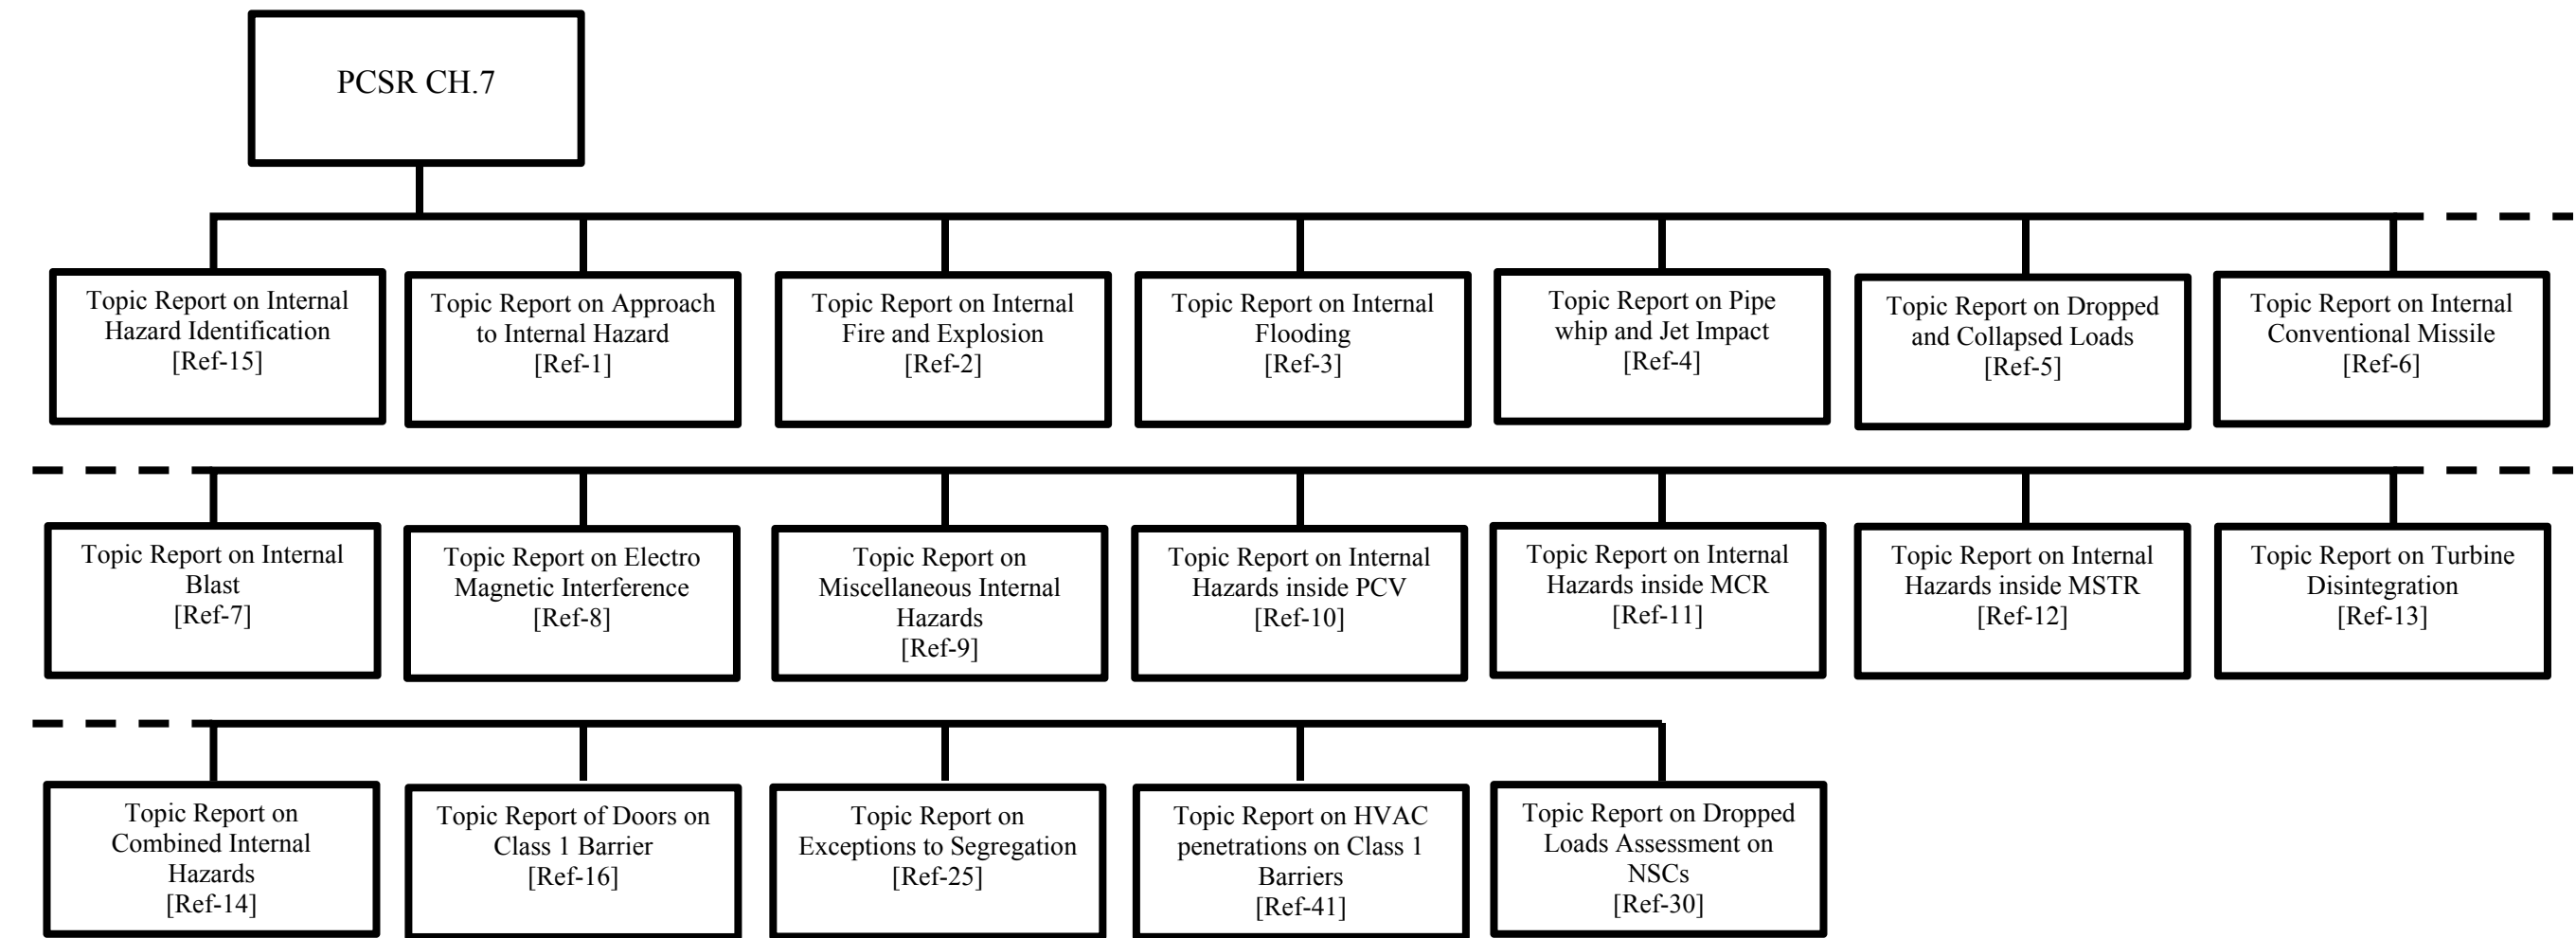 PCSR CH.7
Topic Report on Internal
Hazard Identification
[Ref-15]
Topic Report on Approach
to Internal Hazard
[Ref-1]
Topic Report on Internal
Fire and Explosion
[Ref-2]
Topic Report on Internal
Flooding
[Ref-3]
Topic Report on Pipe
whip and Jet Impact
[Ref-4]
Topic Report on Dropped
and Collapsed Loads
[Ref-5]
Topic Report on Internal
Conventional Missile
[Ref-6]
Topic Report on Internal
Blast
[Ref-7]
Topic Report on Electro
Magnetic Interference
[Ref-8]
Topic Report on
Miscellaneous Internal
Hazards
[Ref-9]
Topic Report on Internal
Hazards inside PCV
[Ref-10]
Topic Report on Internal
Hazards inside MCR
[Ref-11]
Topic Report on Internal
Hazards inside MSTR
[Ref-12]
Topic Report on Turbine
Disintegration
[Ref-13]
Topic Report on
Combined Internal
Hazards
[Ref-14]
Topic Report of Doors on
Class 1 Barrier
[Ref-16]
Topic Report on
Exceptions to Segregation
[Ref-25]
Topic Report on HVAC
penetrations on Class 1
Barriers
[Ref-41]
Topic Report on Dropped
Loads Assessment on
NSCs
[Ref-30]